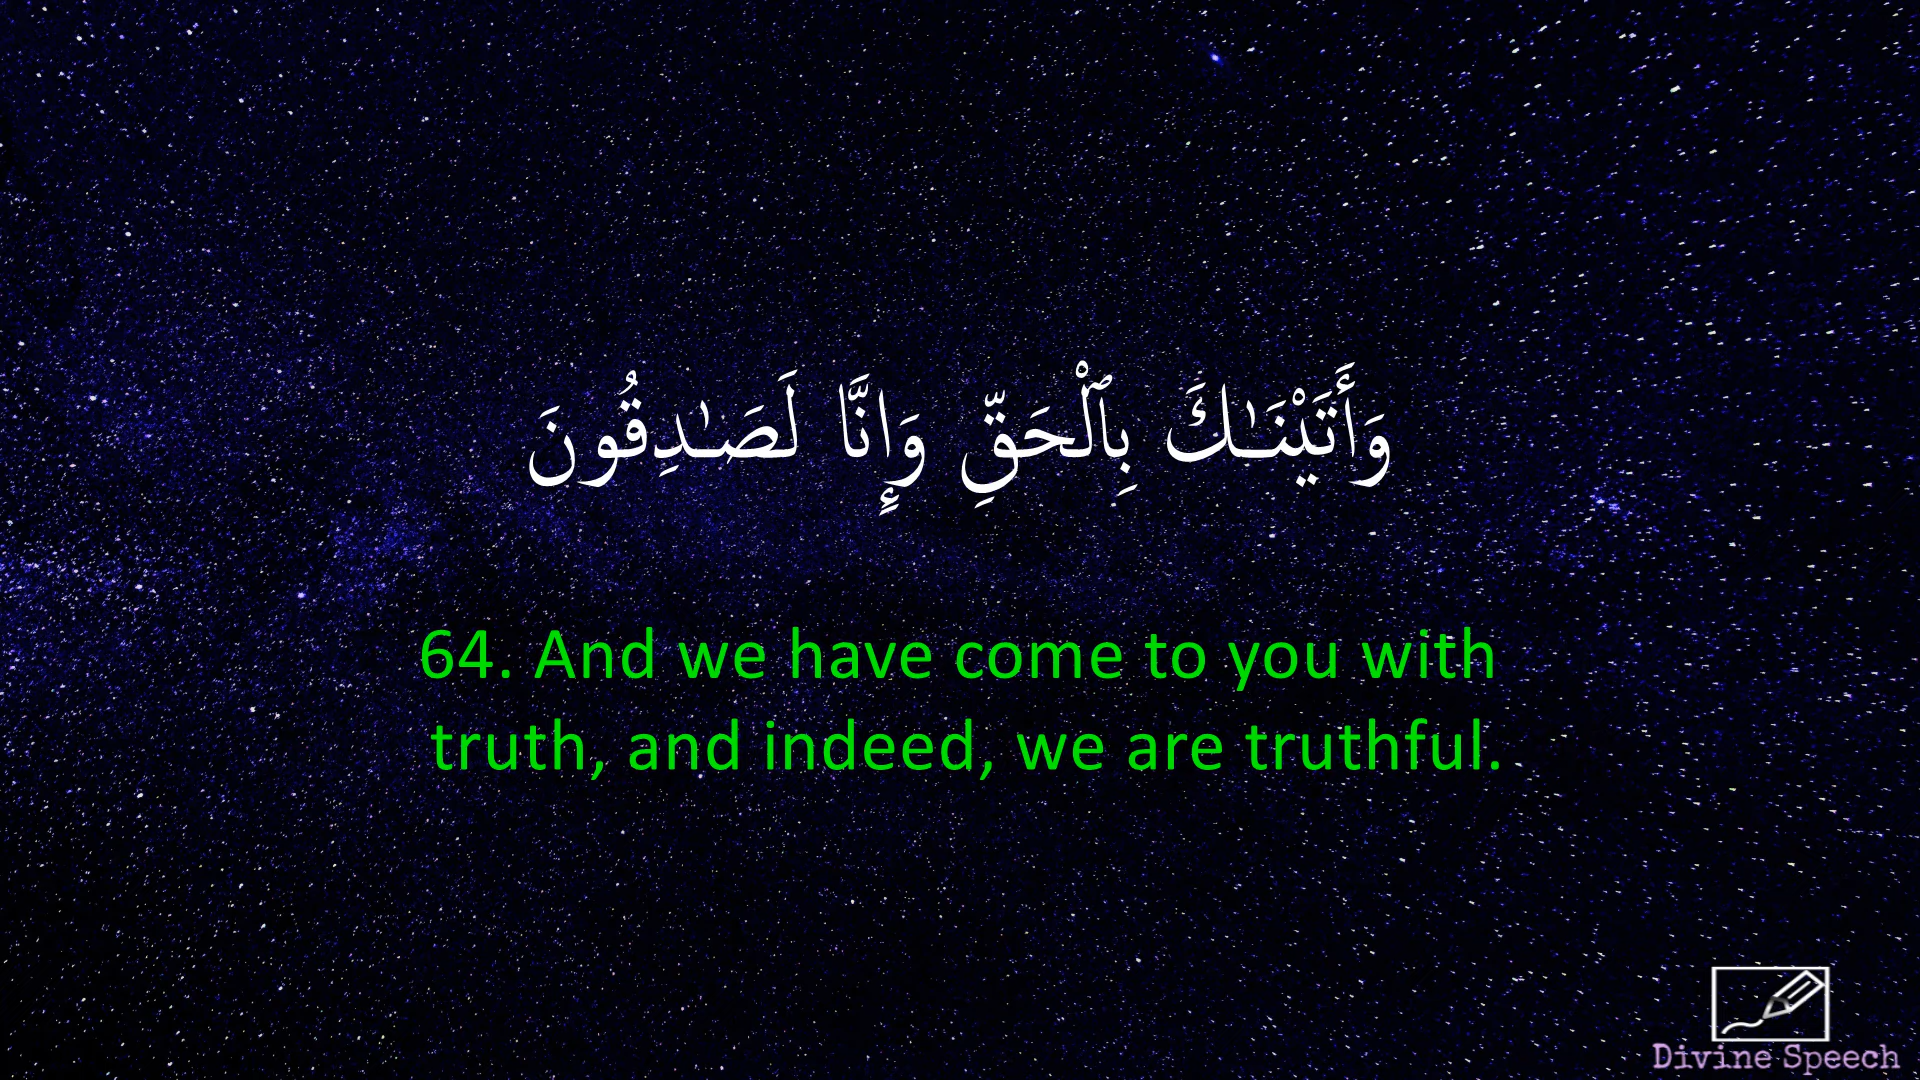 وَأَتَيْنَـٰكَ بِٱلْحَقِّ وَإِنَّا لَصَـٰدِقُونَ
64. And we have come to you with
truth, and indeed, we are truthful.
Divine Speech